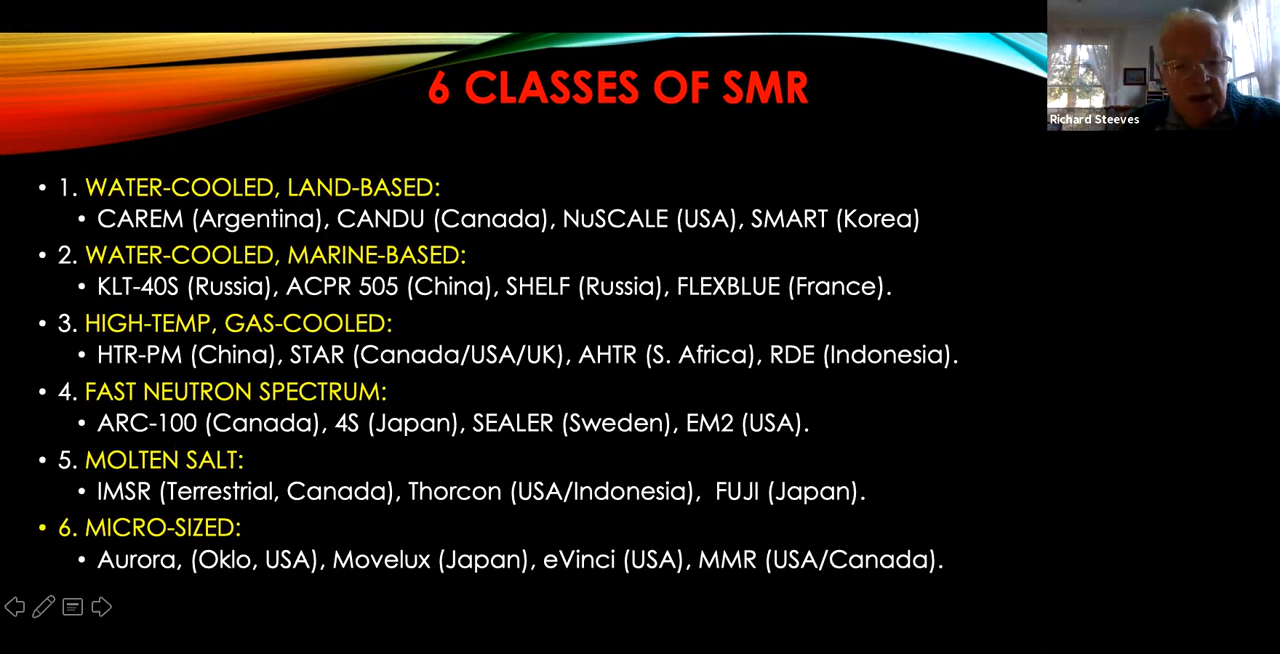 6 CLASSES OF SMR
Richard Steeves
• 1. WATER-COOLED, LAND-BASED:
• CAREM (Argentina), CANDU (Canada), NuSCALE (USA), SMART (Korea)
• 2. WATER-COOLED, MARINE-BASED:
• KLT-40S (Russia), ACPR 505 (China), SHELF (Russia), FLEXBLUE (France).
• 3. HIGH-TEMP, GAS-COOLED:
• HTR-PM (China), STAR (Canada/USA/UK), AHTR (S. Africa), RDE (Indonesia).
• 4. FAST NEUTRON SPECTRUM:
• ARC-100 (Canada), 4S (Japan), SEALER (Sweden), EM2 (USA).
• 5. MOLTEN SALT:
• IMSR (Terrestrial, Canada), Thorcon (USA/Indonesia), FUJI (Japan).
• 6. MICRO-SIZED:
• Aurora, (Oklo, USA), Movelux (Japan), eVinci (USA), MMR (USA/Canada).